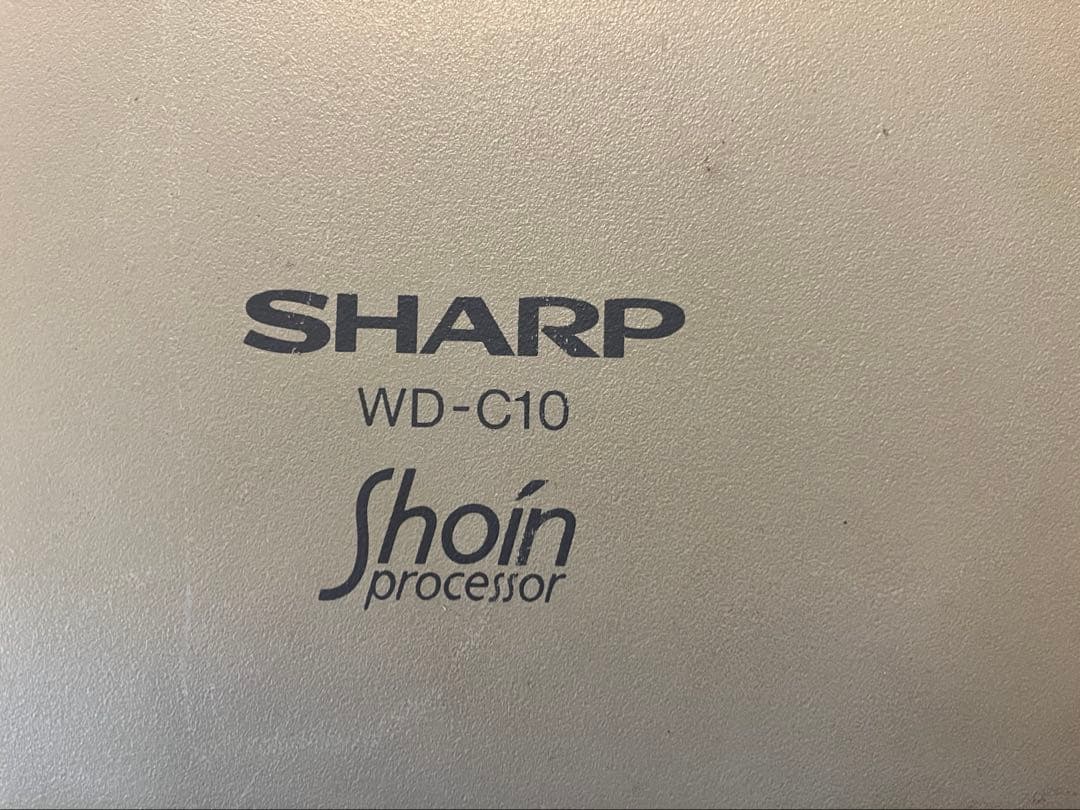 SHARP
WD-C10
Shoin
processor